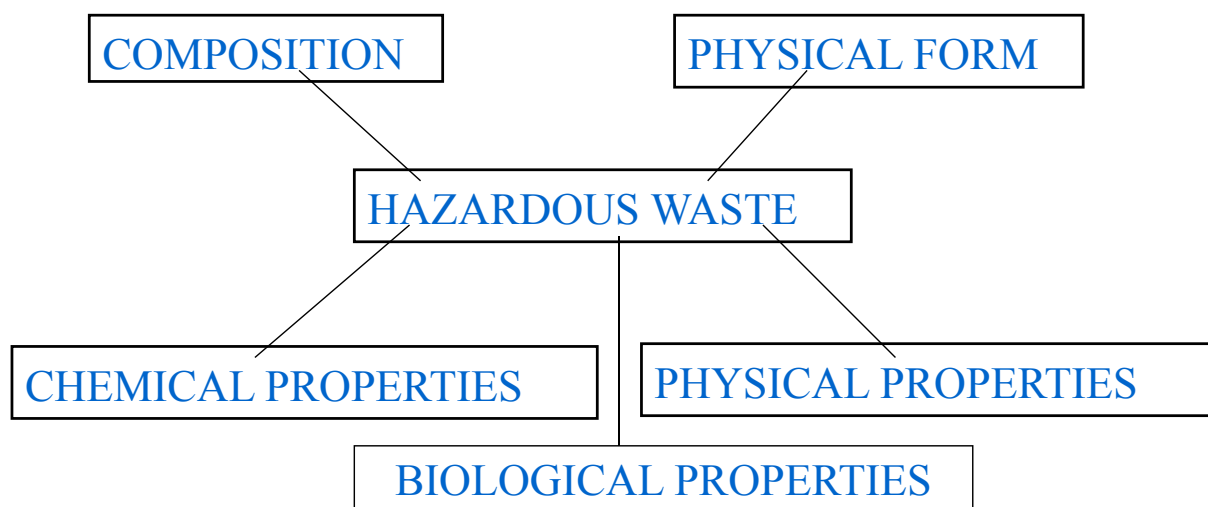 COMPOSITION
PHYSICAL FORM
HAZARDOUS WASTE
CHEMICAL PROPERTIES
PHYSICAL PROPERTIES
BIOLOGICAL PROPERTIES